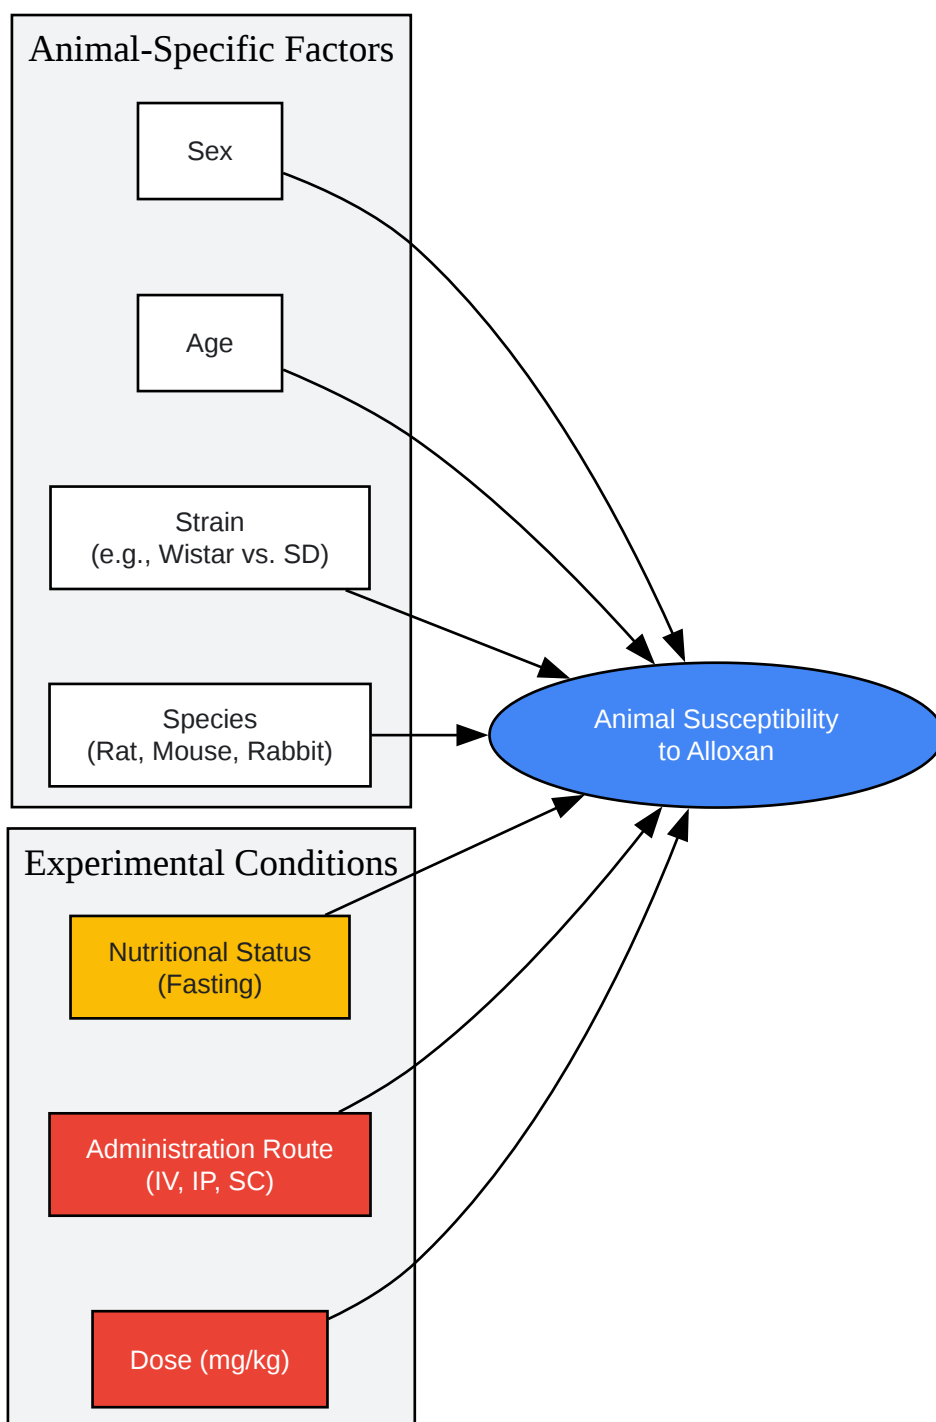 Animal-Specific Factors
Sex
Age
Strain
(e.g., Wistar vs. SD)
Species
(Rat, Mouse, Rabbit)
Animal Susceptibility
to Alloxan
Experimental Conditions
Nutritional Status
(Fasting)
Administration Route
(IV, IP, SC)
Dose (mg/kg)